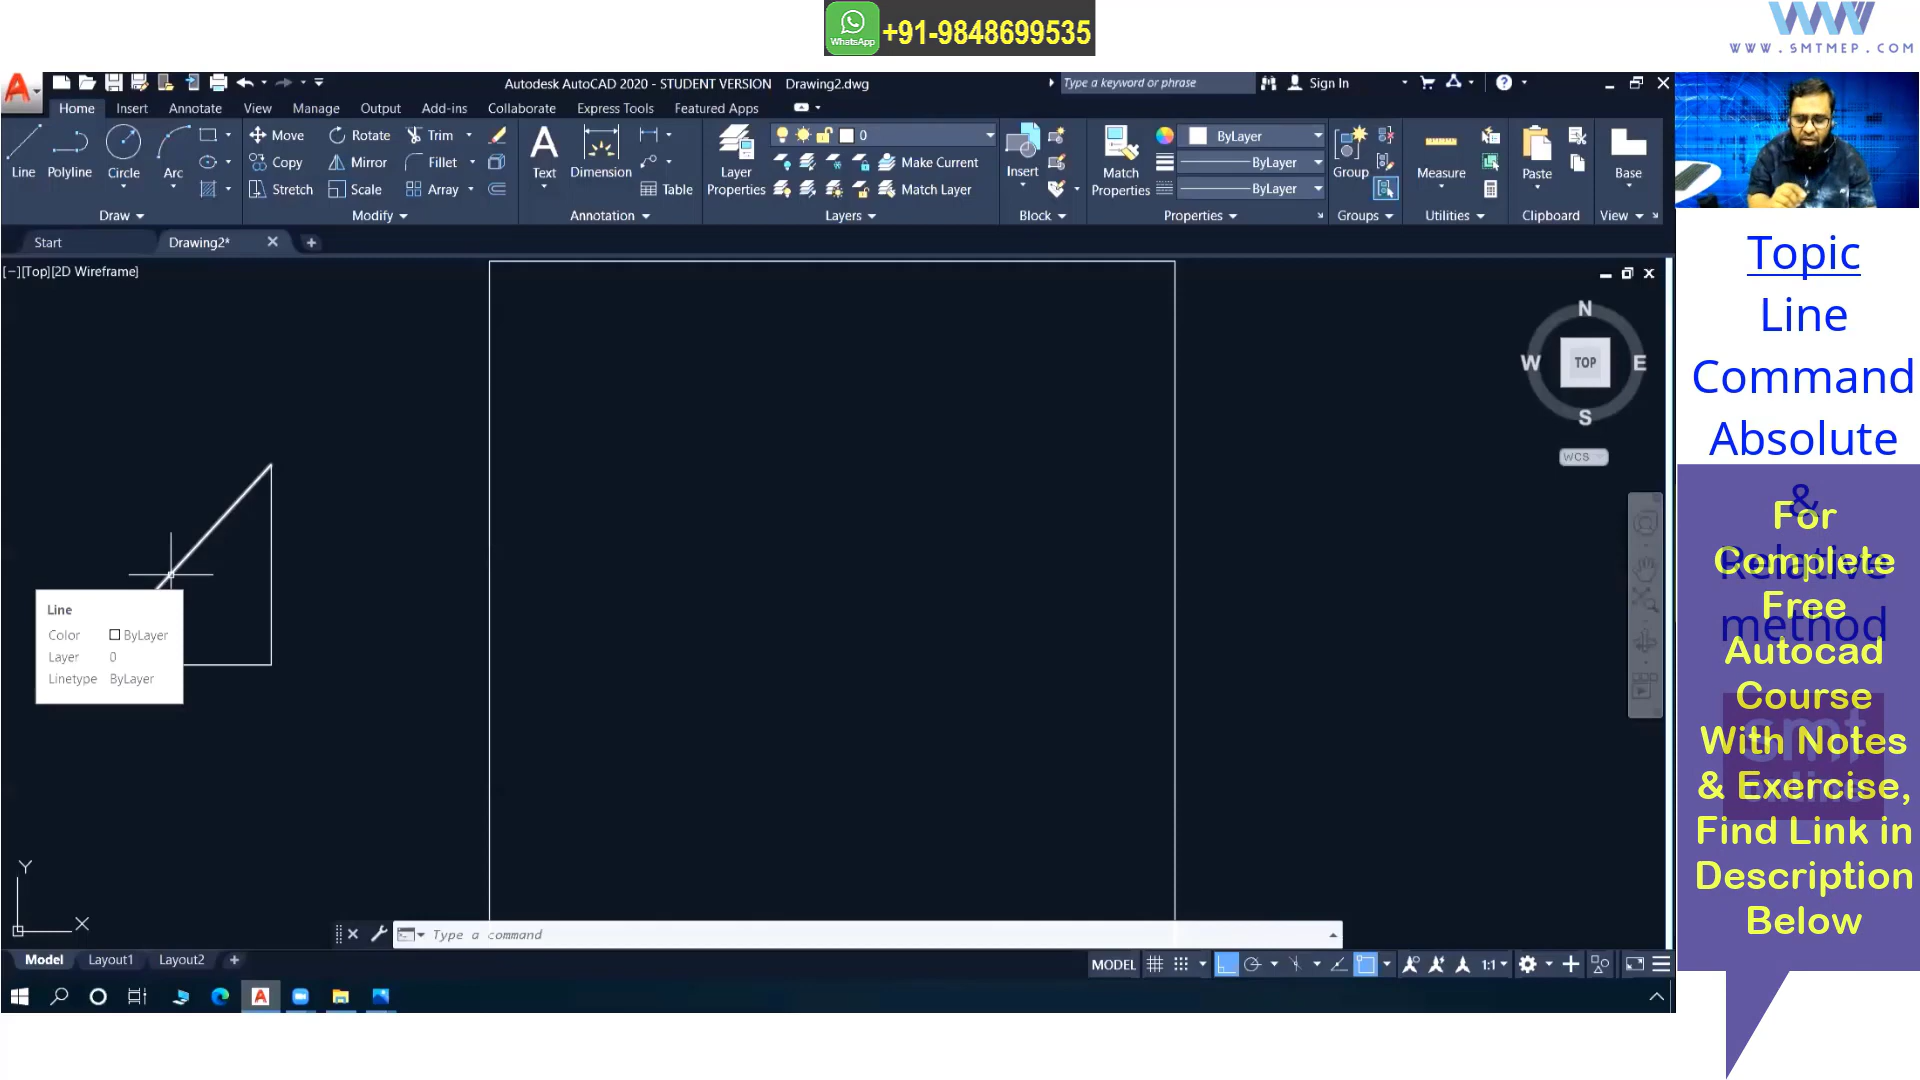 WhatsApp +91-9848699535
WWW.SMTMEP.COM
Autodesk AutoCAD 2020 - STUDENT VERSION Drawing2.dwg
Type a keyword or phrase
Sign In
Home Insert Annotate View Manage Output Add-ins Collaborate Express Tools Featured Apps
Line Polyline Circle Arc
Move Rotate Trim
Copy Mirror Fillet
Stretch Scale Array
Text Dimension Table
Layer Properties
0
Make Current
Match Layer
Insert
Match Properties
ByLayer
ByLayer
ByLayer
Group Measure Paste Base
Draw Modify Annotation Layers Block Properties Groups Utilities Clipboard View
Start Drawing2*
[−][Top][2D Wireframe]
N
W TOP E
S
WCS
Line
Color ByLayer
Layer 0
Linetype ByLayer
Y
X
Type a command
Model Layout1 Layout2
MODEL 1:1
Topic
Line
Command
Absolute
&
Relative
method
For
Complete
Free
Autocad
Course
With Notes
& Exercise,
Find Link in
Description
Below